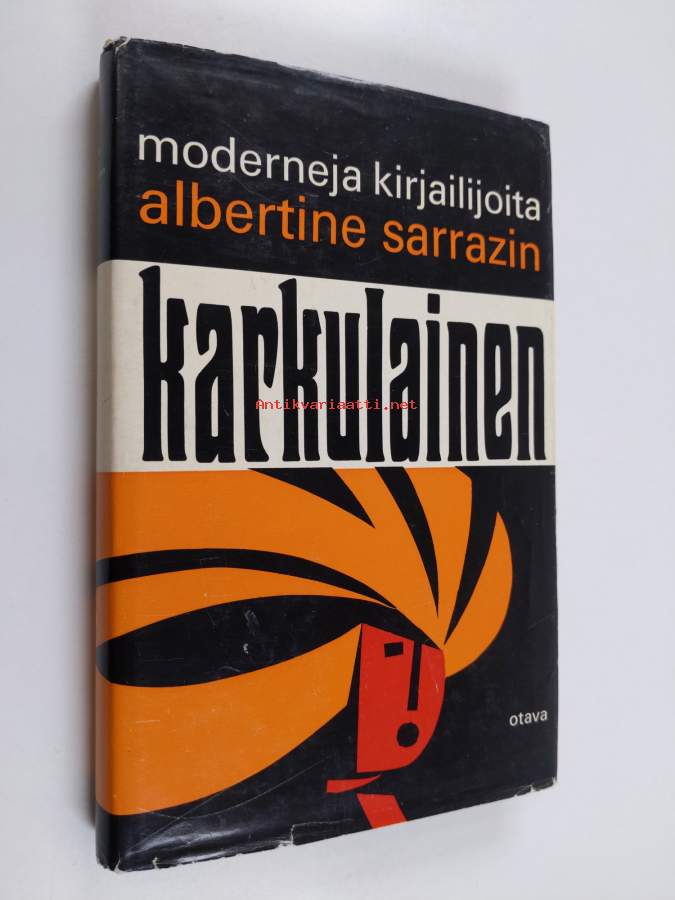 moderneja kirjailijoita
albertine sarrazin
karkulainen
Antikvariaatti.net
otava